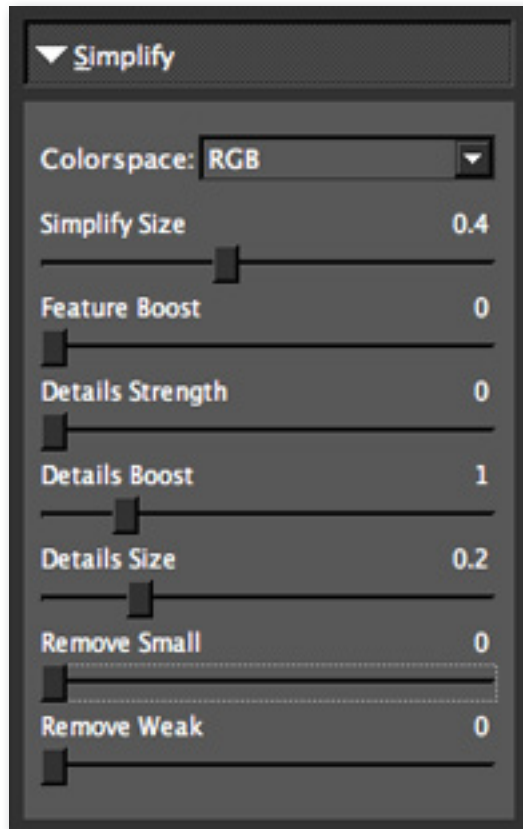 Simplify
Colorspace: RGB
Simplify Size 0.4
Feature Boost 0
Details Strength 0
Details Boost 1
Details Size 0.2
Remove Small 0
Remove Weak 0